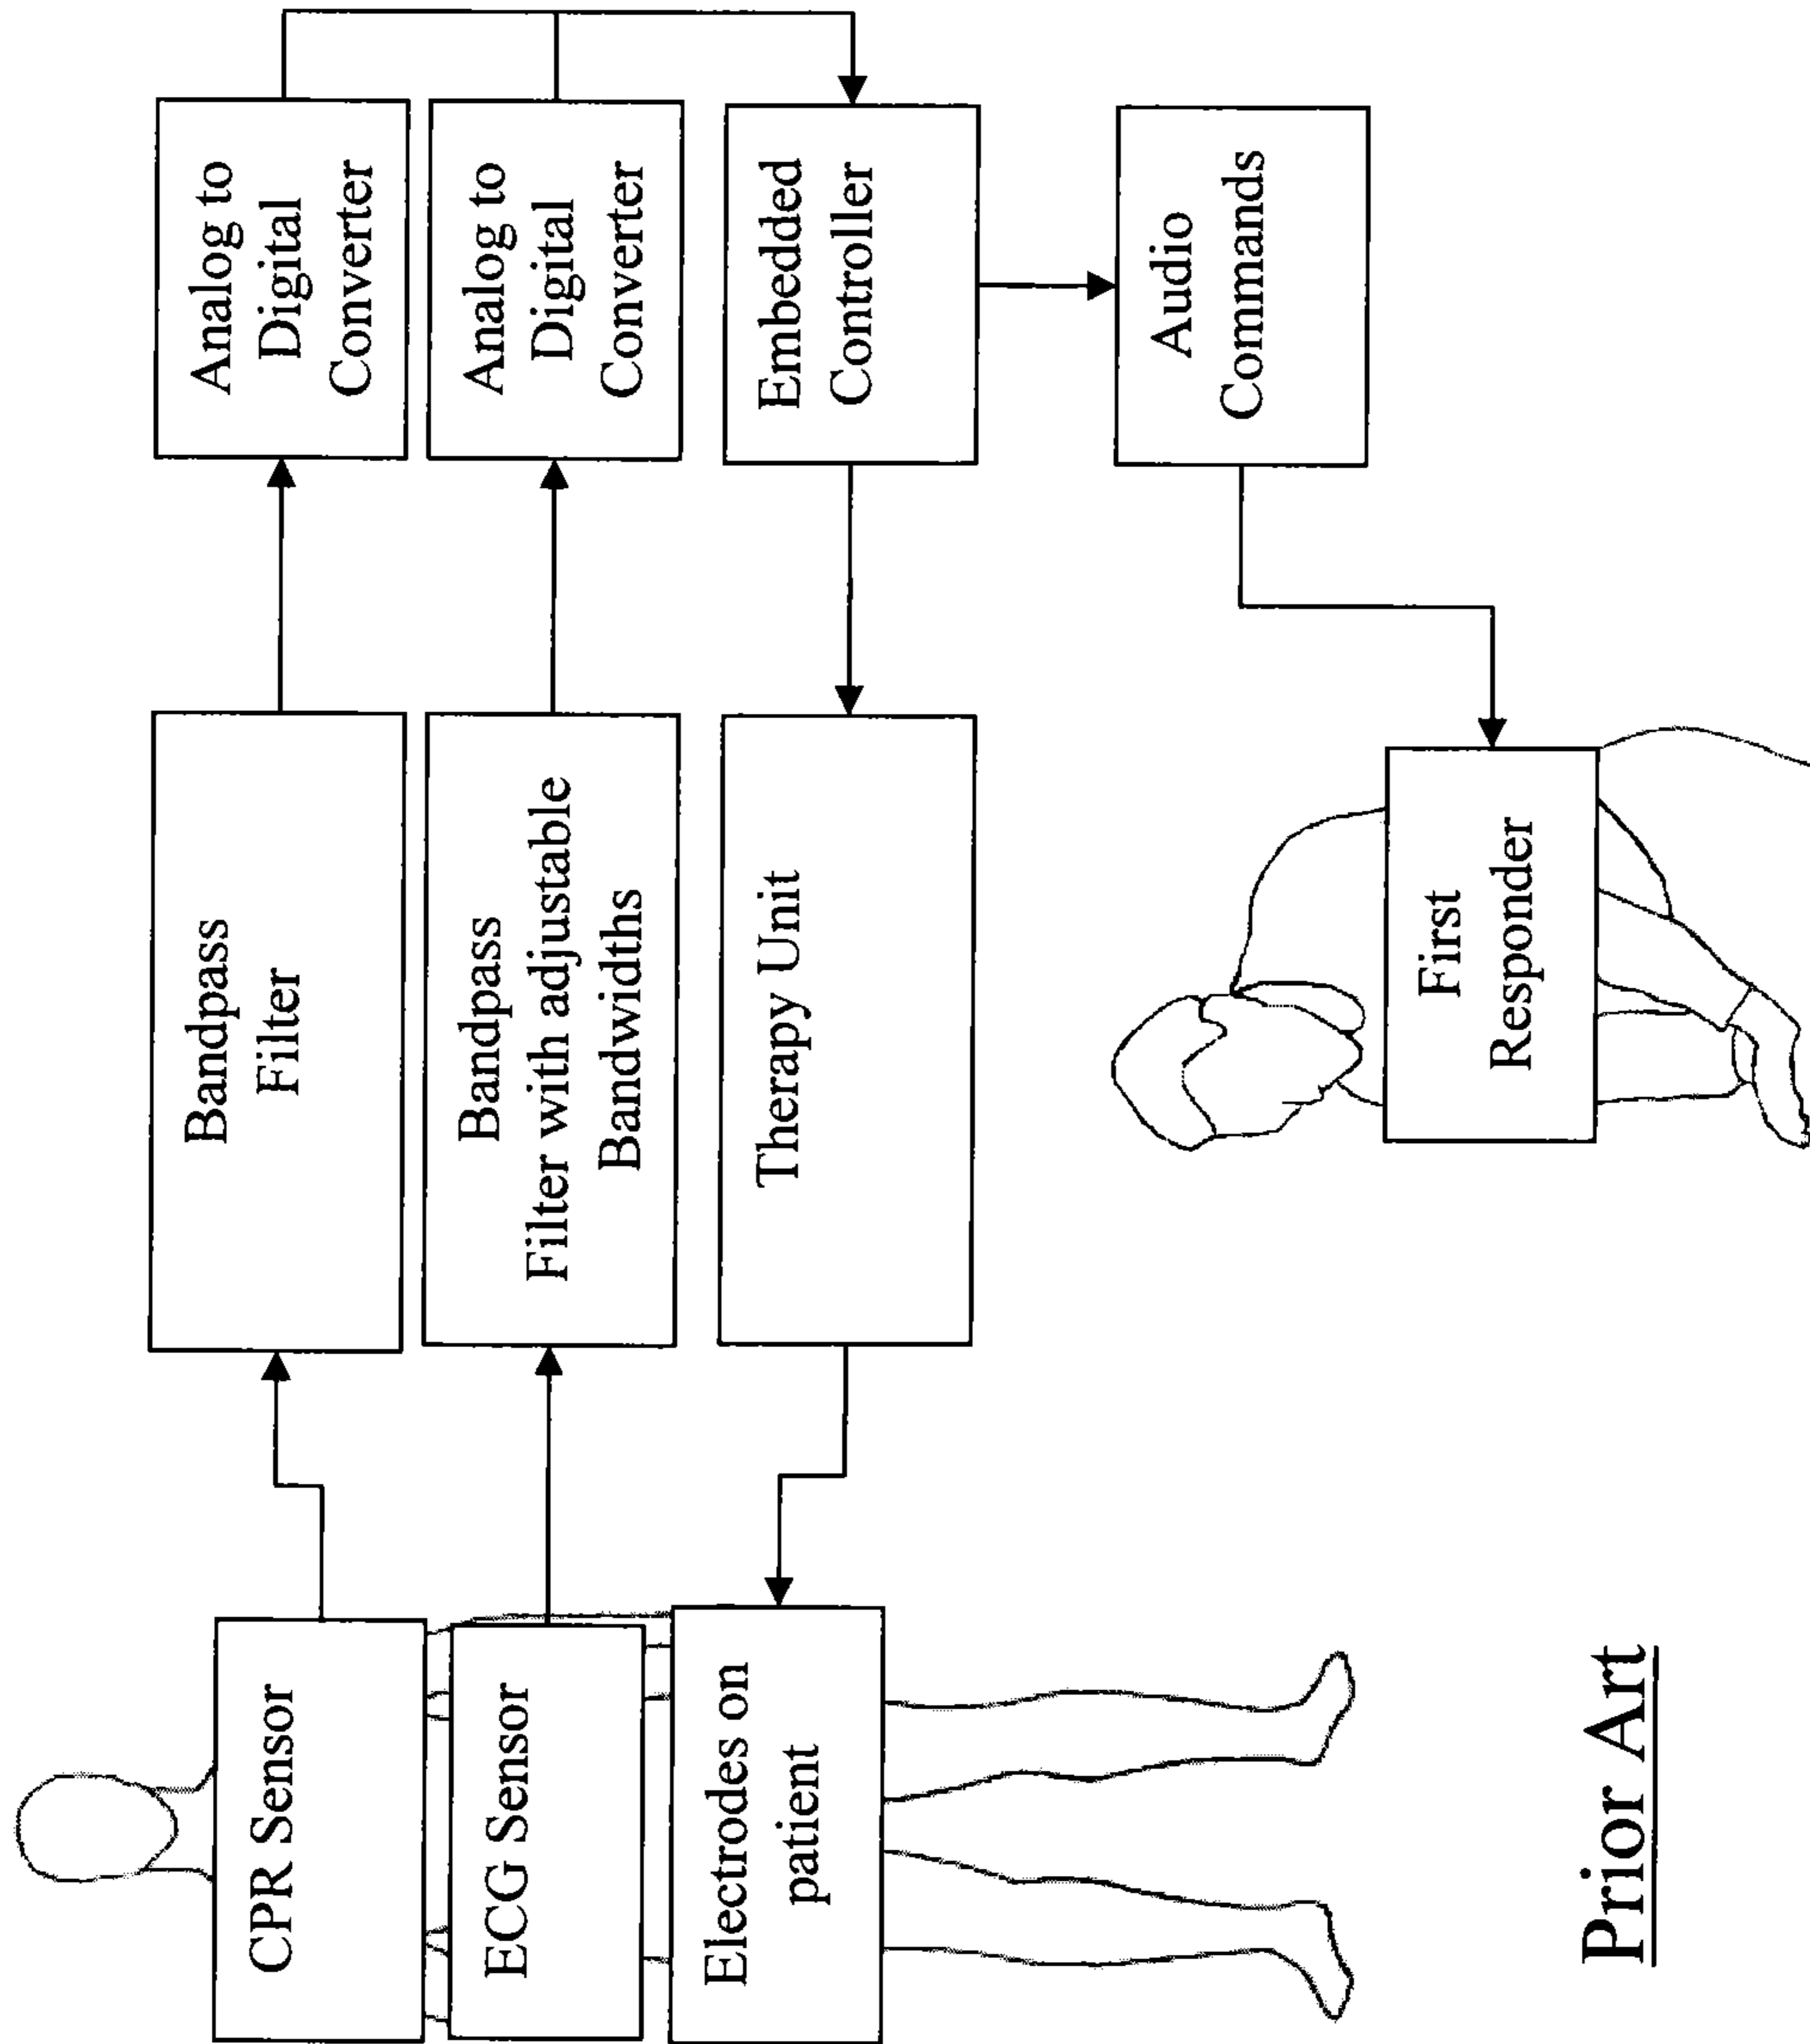 CPR Sensor
Bandpass
Filter
Analog to
Digital
Converter
ECG Sensor
Bandpass
Filter with adjustable
Bandwidths
Analog to
Digital
Converter
Electrodes on
patient
Therapy Unit
Embedded
Controller
Audio
Commands
First
Responder
Prior Art